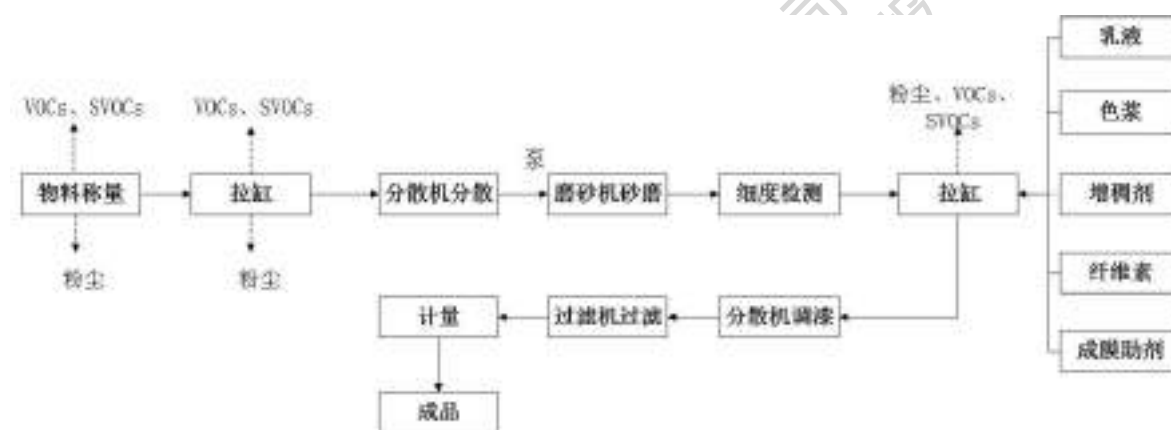 乳液
VOCs、SVOCs
VOCs、SVOCs
粉尘、VOCs、
SVOCs
色浆
泵
物料称量
拉缸
分散机分散
磨砂机砂磨
细度检测
拉缸
增稠剂
粉尘
粉尘
纤维素
计量
过滤机过滤
分散机调漆
成膜助剂
成品